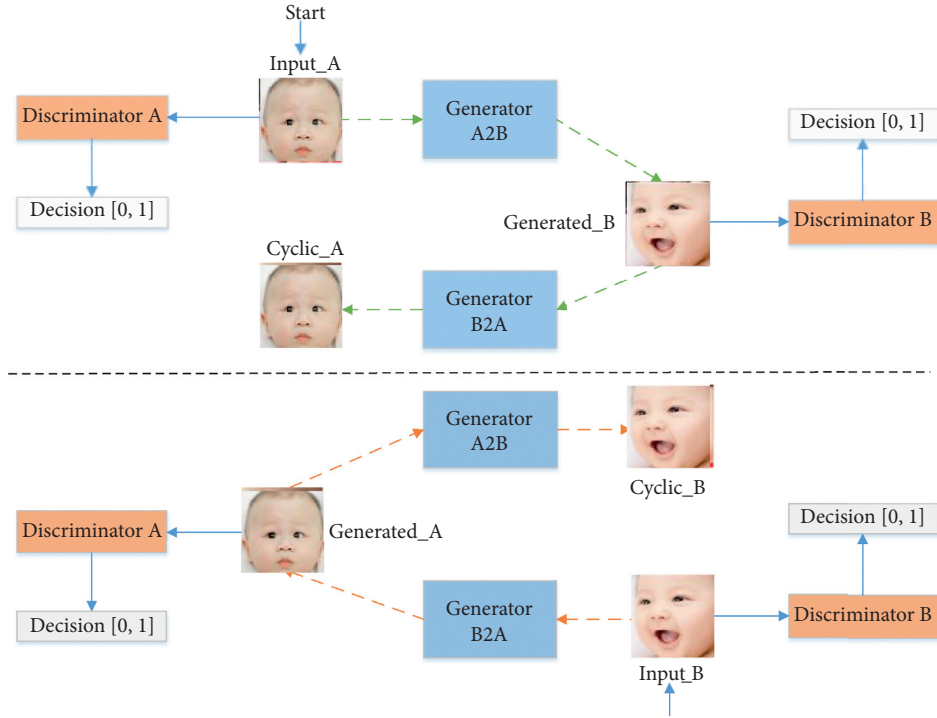 Start
Input_A
Discriminator A
Generator
A2B
Decision [0, 1]
Decision [0, 1]
Generated_B
Discriminator B
Cyclic_A
Generator
B2A
Generator
A2B
Cyclic_B
Discriminator A
Generated_A
Decision [0, 1]
Generator
B2A
Discriminator B
Decision [0, 1]
Input_B